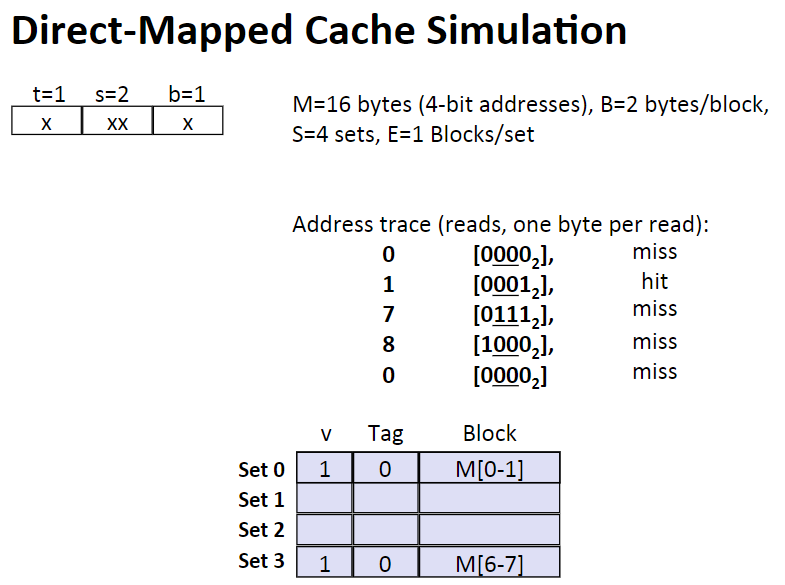 Direct-Mapped Cache Simulation
t=1 s=2 b=1
x xx x
M=16 bytes (4-bit addresses), B=2 bytes/block,
S=4 sets, E=1 Blocks/set
Address trace (reads, one byte per read):
0 [0000₂], miss
1 [0001₂], hit
7 [0111₂], miss
8 [1000₂], miss
0 [0000₂] miss
v Tag Block
Set 0 1 0 M[0-1]
Set 1
Set 2
Set 3 1 0 M[6-7]